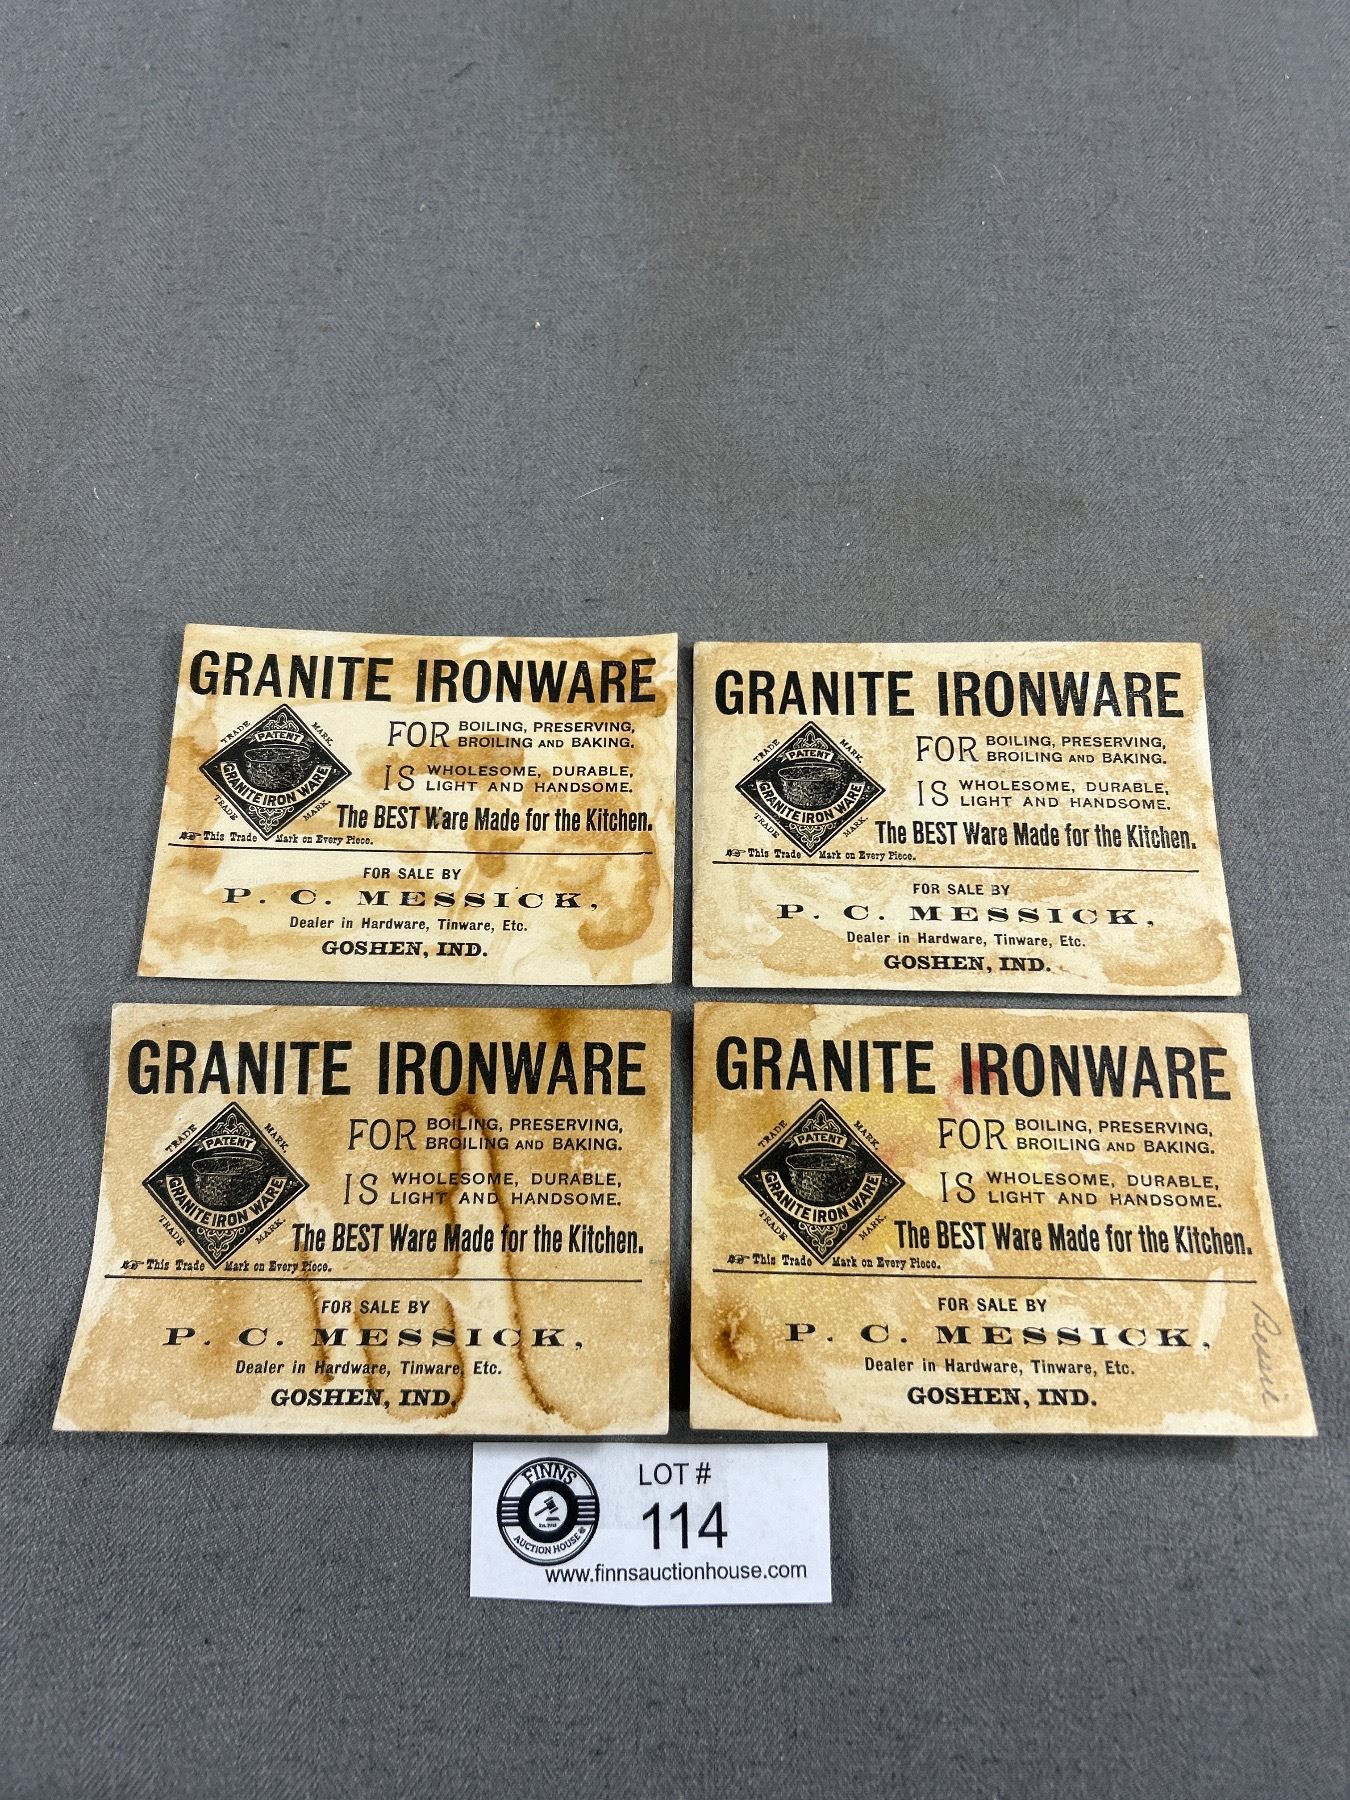 GRANITE IRONWARE
TRADE MARK.
PATENT
GRANITE IRON WARE
TRADE MARK.
FOR BOILING, PRESERVING,
BROILING AND BAKING.
IS WHOLESOME, DURABLE,
LIGHT AND HANDSOME.
The BEST Ware Made for the Kitchen.
☞ This Trade Mark on Every Piece.
FOR SALE BY
P. C. MESSICK,
Dealer in Hardware, Tinware, Etc.
GOSHEN, IND.
GRANITE IRONWARE
TRADE MARK.
PATENT
GRANITE IRON WARE
TRADE MARK.
FOR BOILING, PRESERVING,
BROILING AND BAKING.
IS WHOLESOME, DURABLE,
LIGHT AND HANDSOME.
The BEST Ware Made for the Kitchen.
☞ This Trade Mark on Every Piece.
FOR SALE BY
P. C. MESSICK,
Dealer in Hardware, Tinware, Etc.
GOSHEN, IND.
GRANITE IRONWARE
TRADE MARK.
PATENT
GRANITE IRON WARE
TRADE MARK.
FOR BOILING, PRESERVING,
BROILING AND BAKING.
IS WHOLESOME, DURABLE,
LIGHT AND HANDSOME.
The BEST Ware Made for the Kitchen.
☞ This Trade Mark on Every Piece.
FOR SALE BY
P. C. MESSICK,
Dealer in Hardware, Tinware, Etc.
GOSHEN, IND.
GRANITE IRONWARE
TRADE MARK.
PATENT
GRANITE IRON WARE
TRADE MARK.
FOR BOILING, PRESERVING,
BROILING AND BAKING.
IS WHOLESOME, DURABLE,
LIGHT AND HANDSOME.
The BEST Ware Made for the Kitchen.
☞ This Trade Mark on Every Piece.
FOR SALE BY
P. C. MESSICK,
Dealer in Hardware, Tinware, Etc.
GOSHEN, IND.
Bessie
FINNS
AUCTION HOUSE
LOT #
114
www.finnsauctionhouse.com